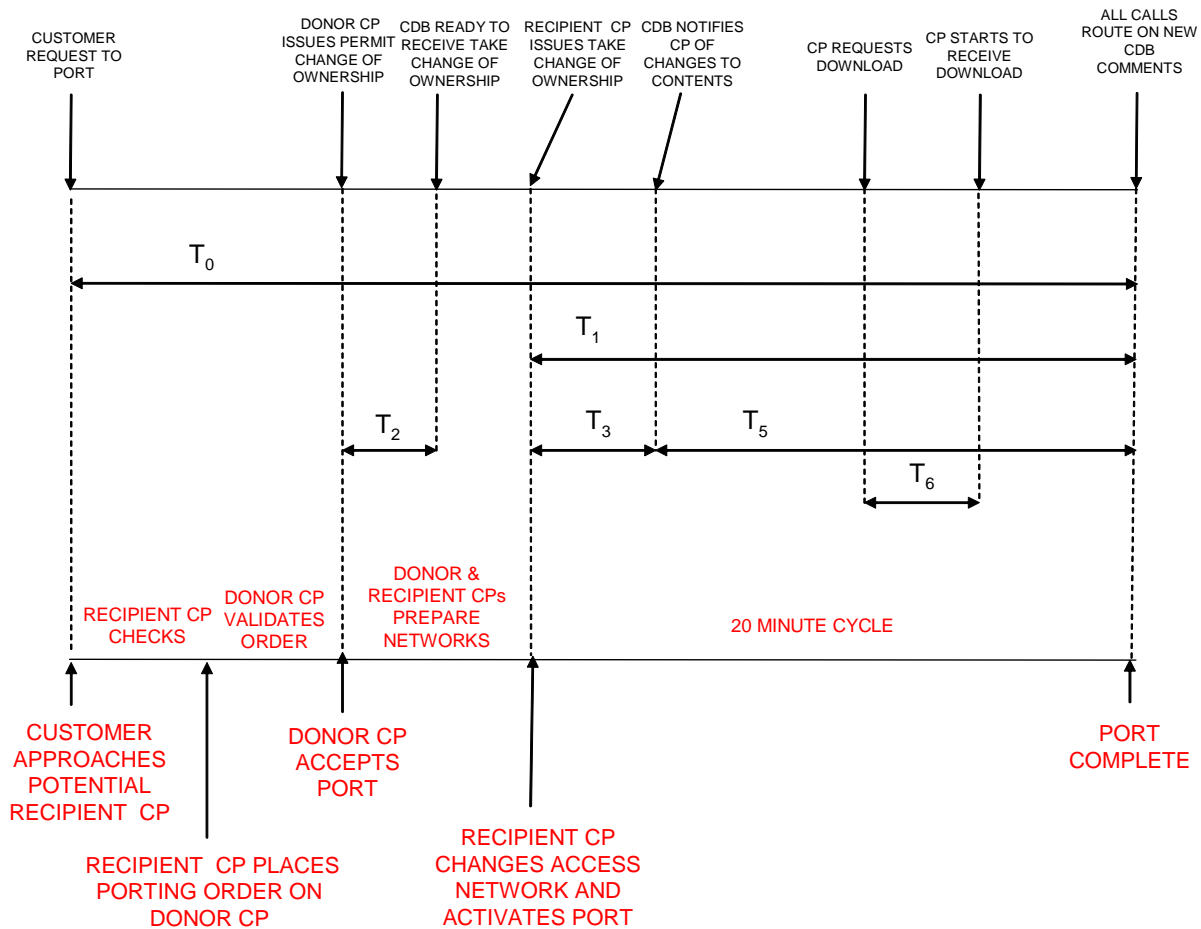 CUSTOMER
REQUEST TO
PORT
DONOR CP
ISSUES PERMIT
CHANGE OF
OWNERSHIP
CDB READY TO
RECEIVE TAKE
CHANGE OF
OWNERSHIP
RECIPIENT CP
ISSUES TAKE
CHANGE OF
OWNERSHIP
CDB NOTIFIES
CP OF
CHANGES TO
CONTENTS
CP REQUESTS
DOWNLOAD
CP STARTS TO
RECEIVE
DOWNLOAD
ALL CALLS
ROUTE ON NEW
CDB
COMMENTS
T0
T1
T2
T3
T5
T6
RECIPIENT CP
CHECKS
DONOR CP
VALIDATES
ORDER
DONOR &
RECIPIENT CPs
PREPARE
NETWORKS
20 MINUTE CYCLE
CUSTOMER
APPROACHES
POTENTIAL
RECIPIENT CP
RECIPIENT CP PLACES
PORTING ORDER ON
DONOR CP
DONOR CP
ACCEPTS
PORT
RECIPIENT CP
CHANGES ACCESS
NETWORK AND
ACTIVATES PORT
PORT
COMPLETE